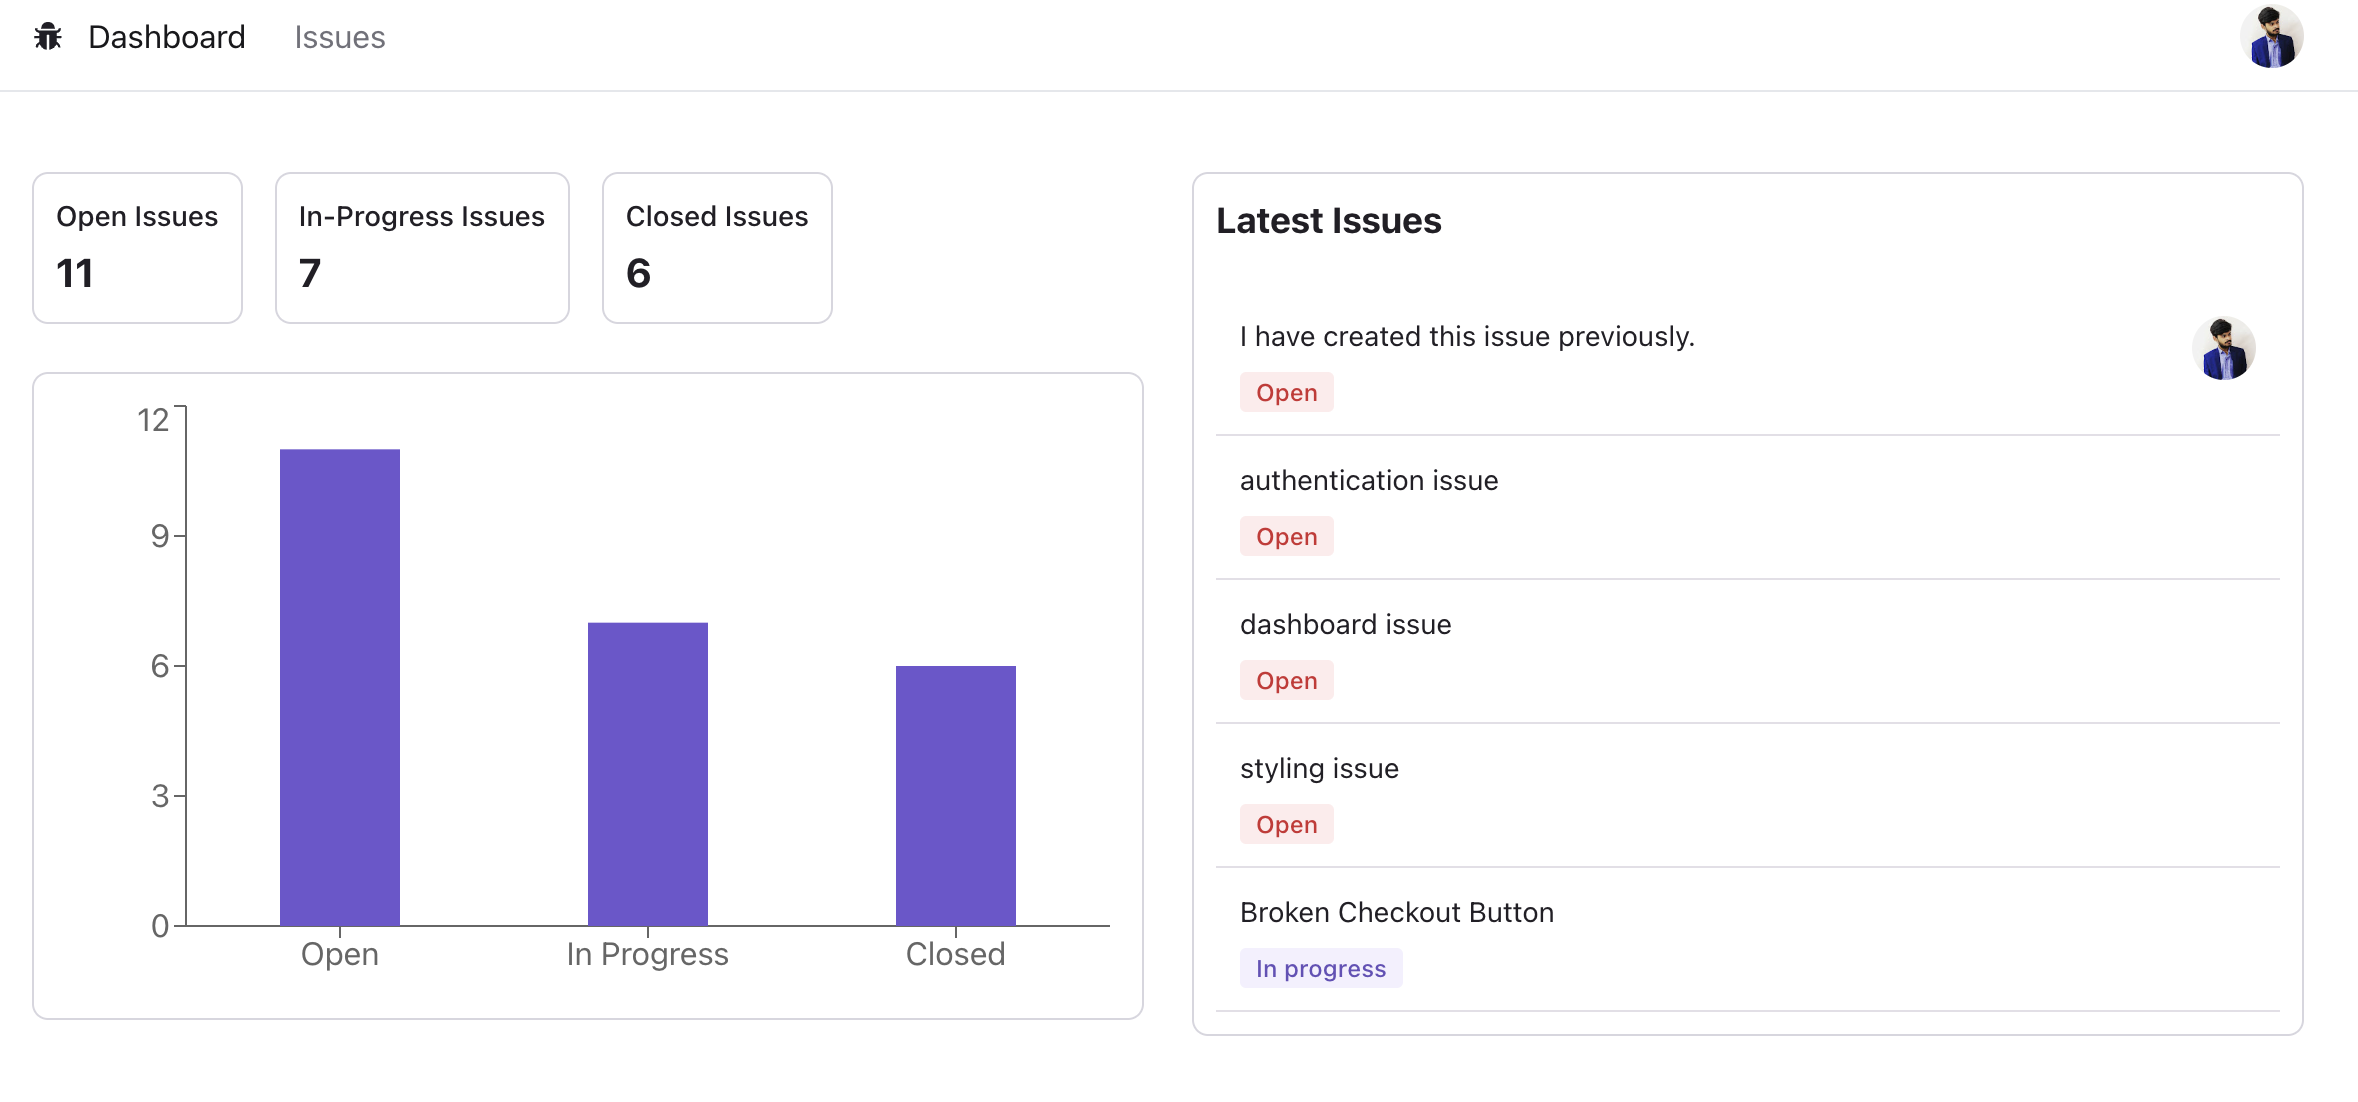 Dashboard Issues
Open Issues
11
In-Progress Issues
7
Closed Issues
6
12
9
6
3
0
Open
In Progress
Closed
Latest Issues
I have created this issue previously.
Open
authentication issue
Open
dashboard issue
Open
styling issue
Open
Broken Checkout Button
In progress